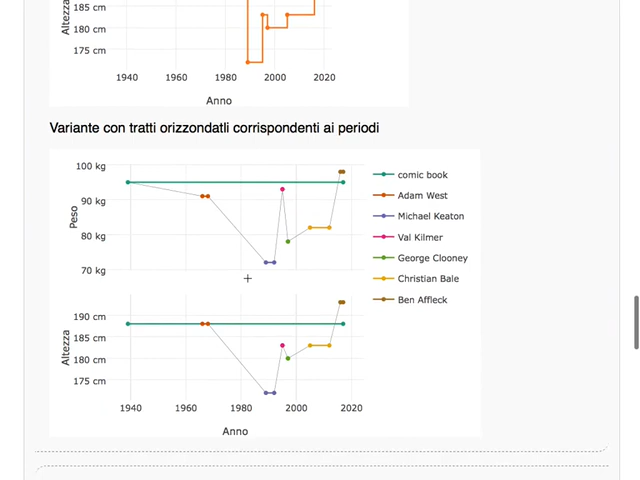 Altezza
185 cm
180 cm
175 cm
1940 1960 1980 2000 2020
Anno
Variante con tratti orizzondatli corrispondenti ai periodi
Peso
100 kg
90 kg
80 kg
70 kg
comic book
Adam West
Michael Keaton
Val Kilmer
George Clooney
Christian Bale
Ben Affleck
Altezza
190 cm
185 cm
180 cm
175 cm
1940 1960 1980 2000 2020
Anno